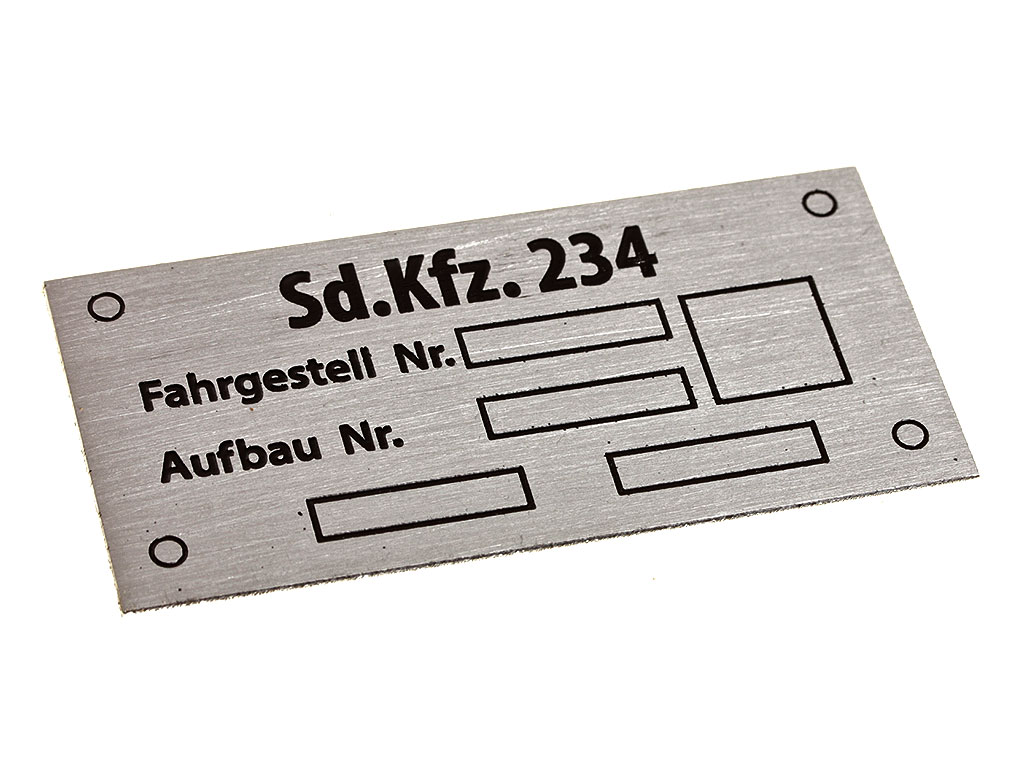 Sd.Kfz. 234
Fahrgestell Nr.
Aufbau Nr.